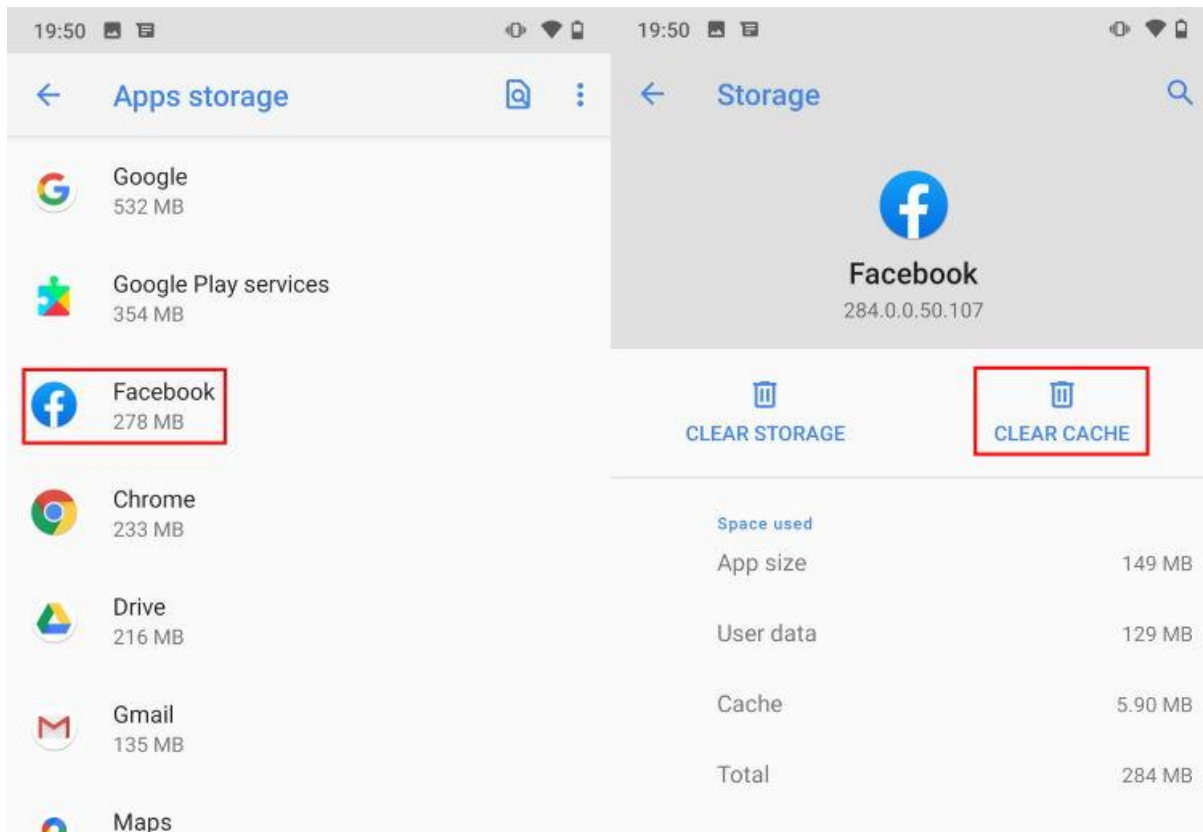 19:50
Apps storage
Google
532 MB
Google Play services
354 MB
Facebook
278 MB
Chrome
233 MB
Drive
216 MB
Gmail
135 MB
Maps
19:50
Storage
Facebook
284.0.0.50.107
CLEAR STORAGE
CLEAR CACHE
Space used
App size 149 MB
User data 129 MB
Cache 5.90 MB
Total 284 MB